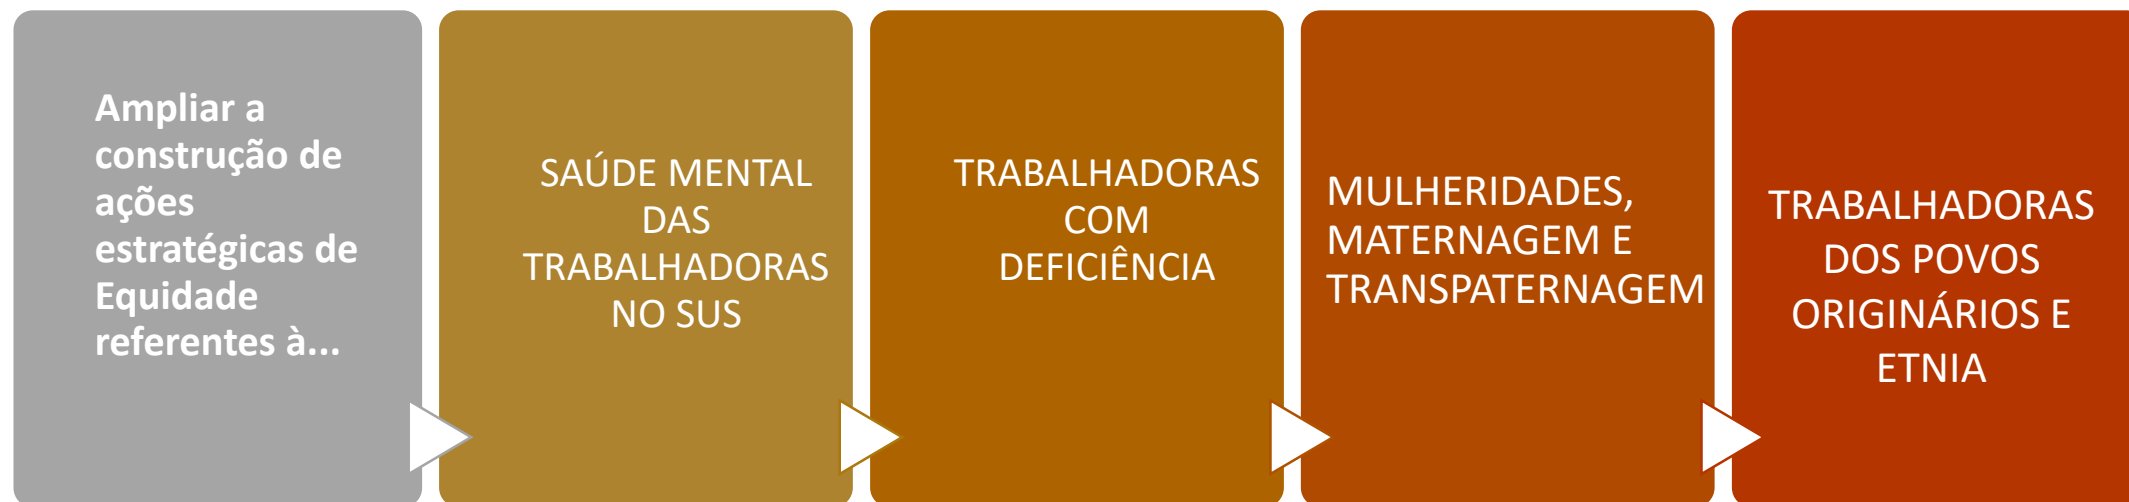 Ampliar a
construção de
ações
estratégicas de
Equidade
referentes à...
SAÚDE MENTAL
DAS
TRABALHADORAS
NO SUS
TRABALHADORAS
COM
DEFICIÊNCIA
MULHERIDADES,
MATERNAGEM E
TRANSPATERNAGEM
TRABALHADORAS
DOS POVOS
ORIGINÁRIOS E
ETNIA